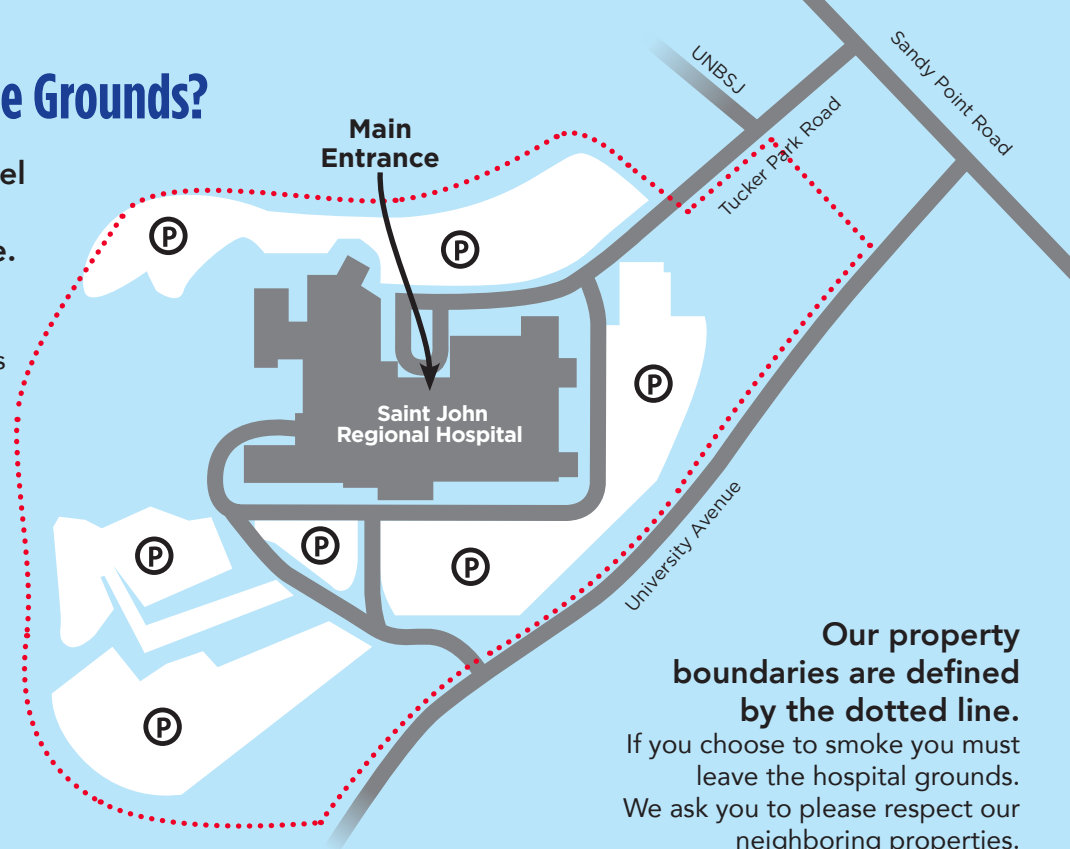 e Grounds?
el
e.
s
Main
Entrance
UNBSJ
Sandy Point Road
Tucker Park Road
P
P
P
Saint John
Regional Hospital
P
P
P
P
University Avenue
Our property
boundaries are defined
by the dotted line.
If you choose to smoke you must
leave the hospital grounds.
We ask you to please respect our
neighboring properties.